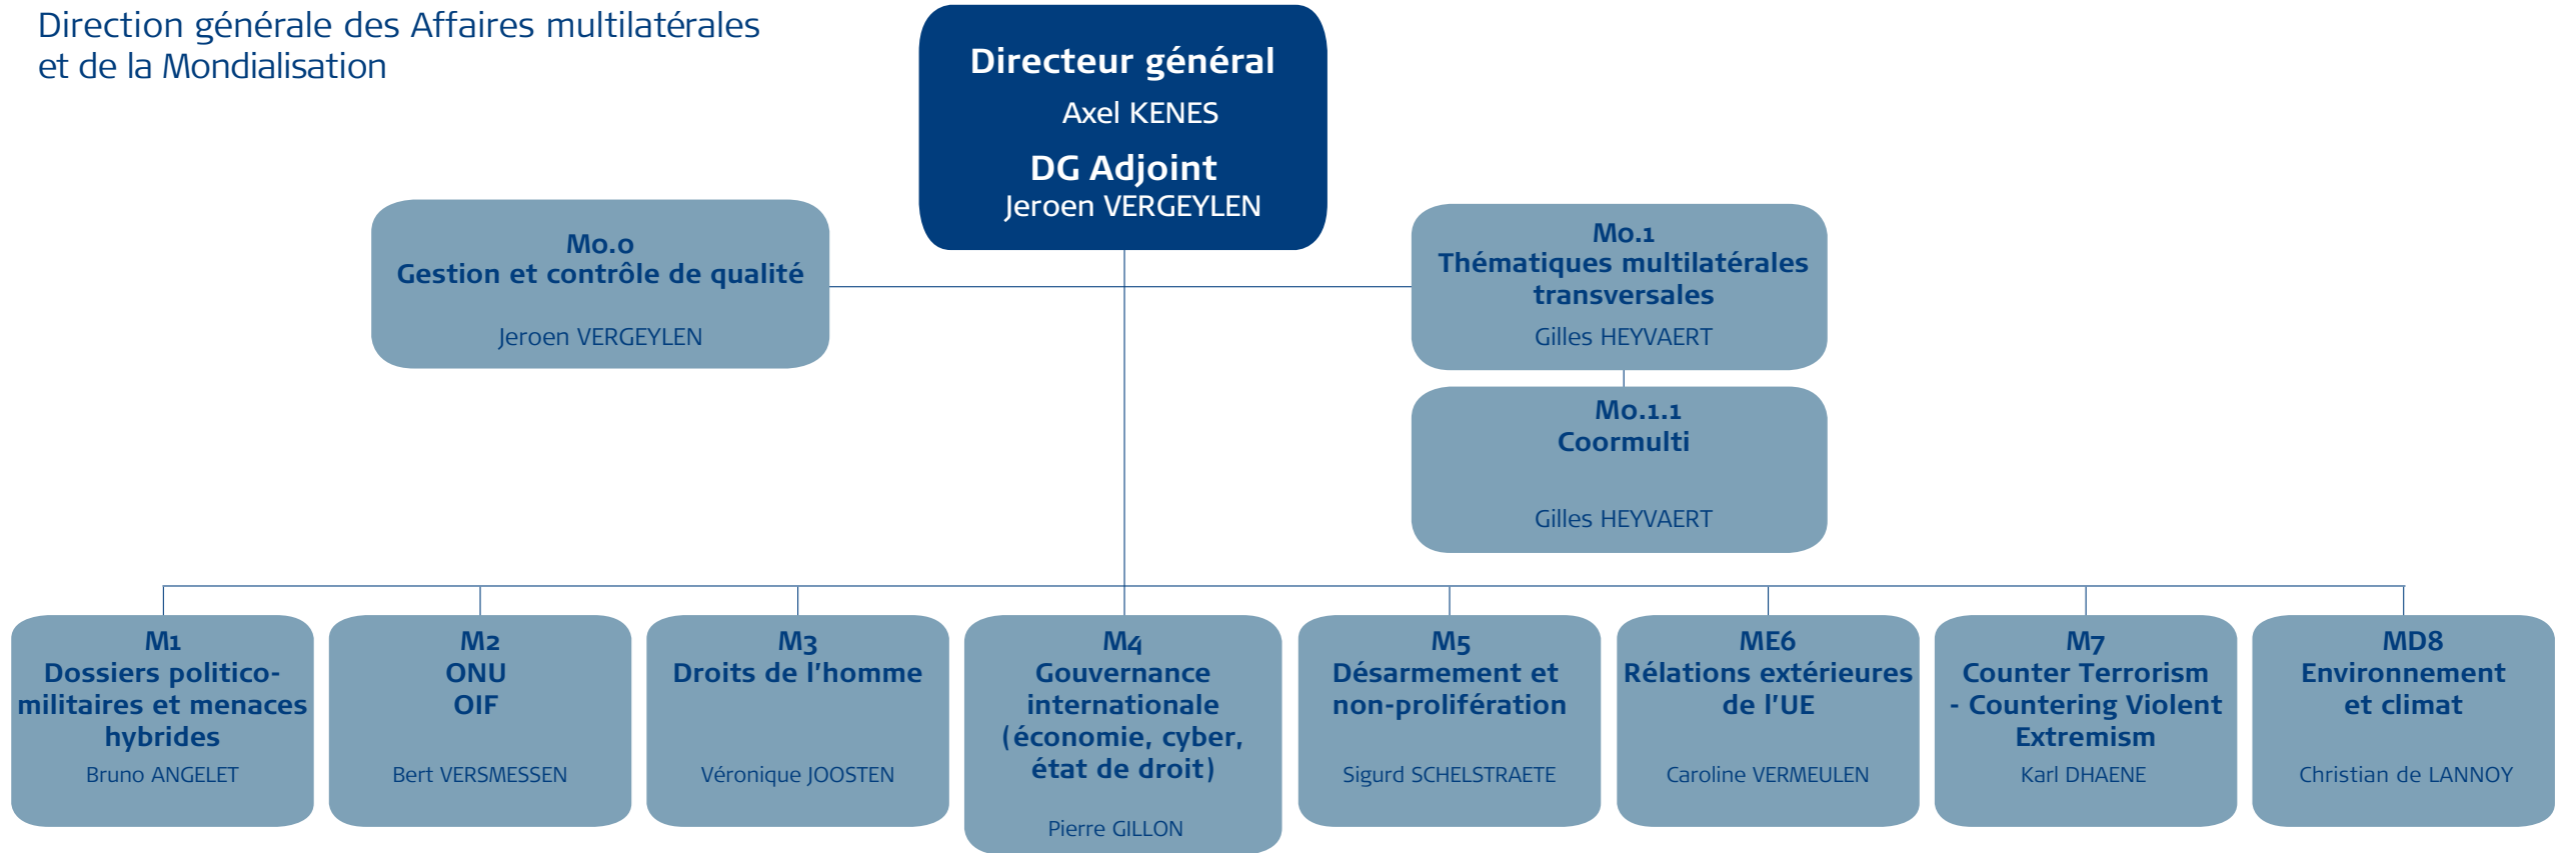 Direction générale des Affaires multilatérales
et de la Mondialisation
Directeur général
Axel KENES
DG Adjoint
Jeroen VERGEYLEN
M0.0
Gestion et contrôle de qualité
Jeroen VERGEYLEN
M0.1
Thématiques multilatérales
transversales
Gilles HEYVAERT
M0.1.1
Coormulti
Gilles HEYVAERT
M1
Dossiers politico-
militaires et menaces
hybrides
Bruno ANGELET
M2
ONU
OIF
Bert VERSMESSEN
M3
Droits de l'homme
Véronique JOOSTEN
M4
Gouvernance
internationale
(économie, cyber,
état de droit)
Pierre GILLON
M5
Désarmement et
non-prolifération
Sigurd SCHELSTRAETE
ME6
Rélations extérieures
de l'UE
Caroline VERMEULEN
M7
Counter Terrorism
- Countering Violent
Extremism
Karl DHAENE
MD8
Environnement
et climat
Christian de LANNOY